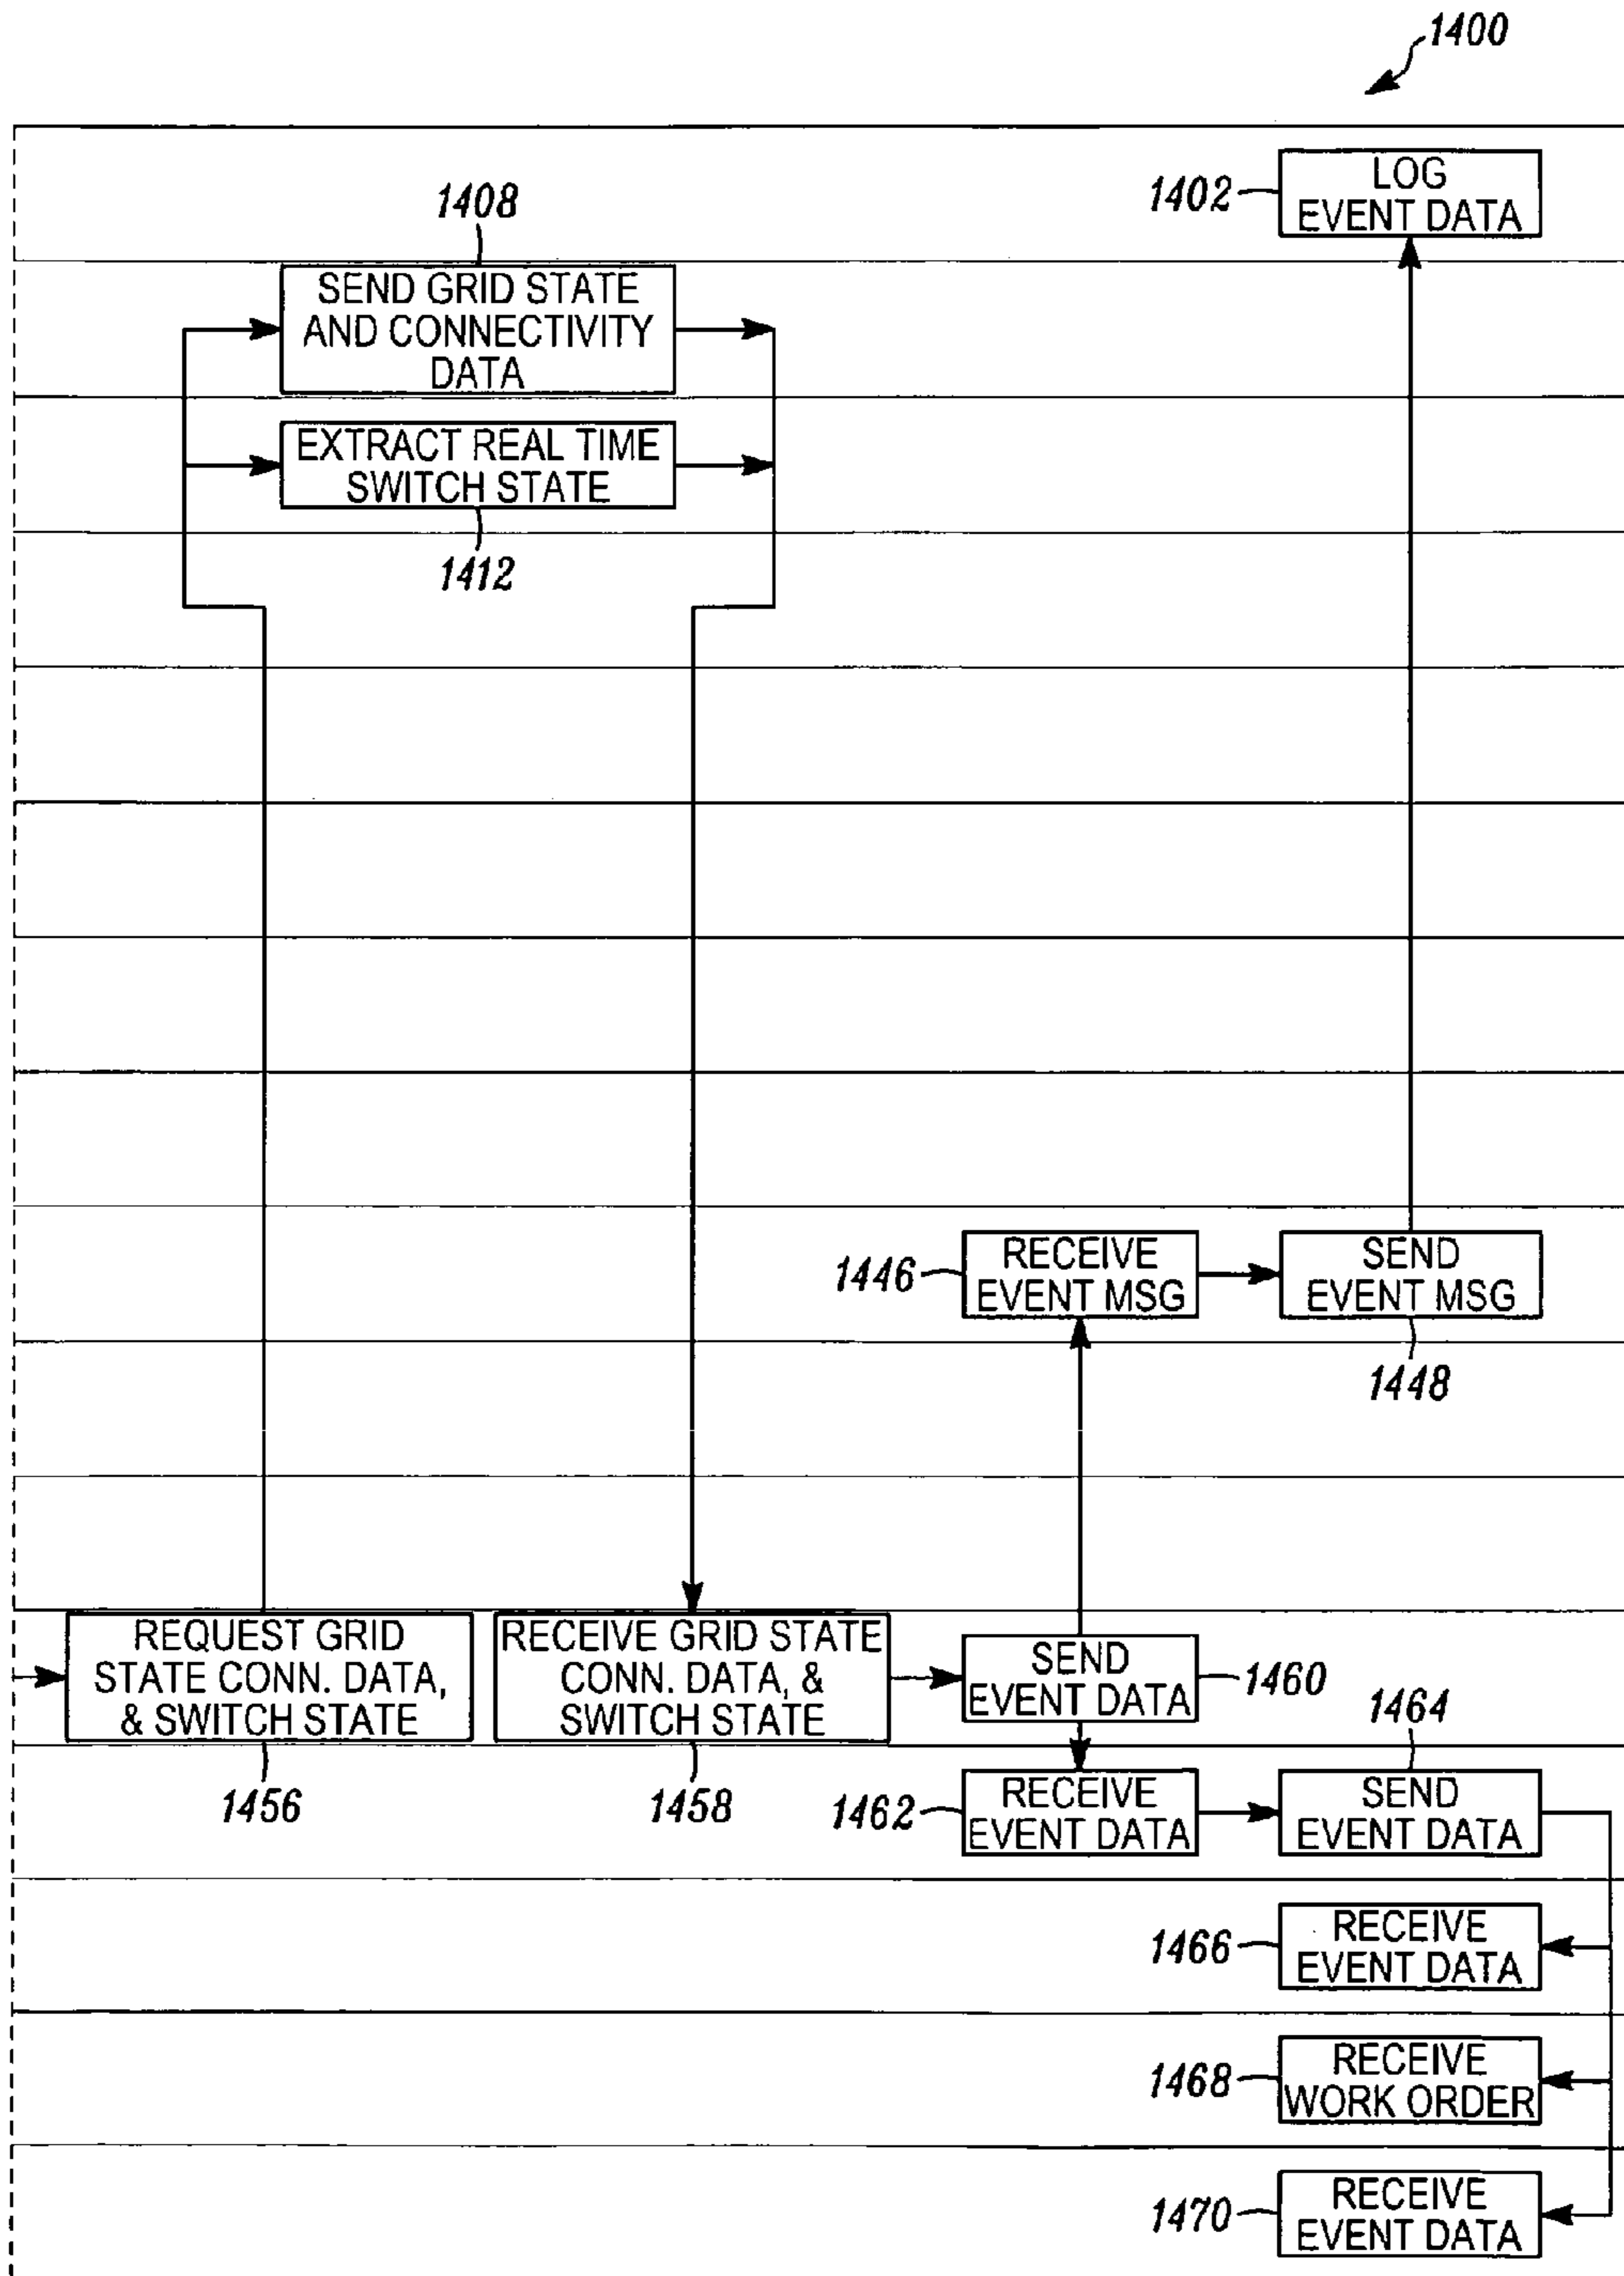 1400
1402
LOG
EVENT DATA
1408
SEND GRID STATE
AND CONNECTIVITY
DATA
EXTRACT REAL TIME
SWITCH STATE
1412
1446
RECEIVE
EVENT MSG
SEND
EVENT MSG
1448
REQUEST GRID
STATE CONN. DATA,
& SWITCH STATE
1456
RECEIVE GRID STATE
CONN. DATA, &
SWITCH STATE
1458
SEND
EVENT DATA
1460
1462
RECEIVE
EVENT DATA
1464
SEND
EVENT DATA
1466
RECEIVE
EVENT DATA
1468
RECEIVE
WORK ORDER
1470
RECEIVE
EVENT DATA